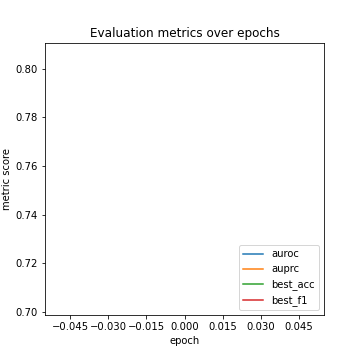 Evaluation metrics over epochs
0.80
0.78
0.76
0.74
0.72
0.70
metric score
auroc
auprc
best_acc
best_f1
−0.045 −0.030 −0.015 0.000 0.015 0.030 0.045
epoch